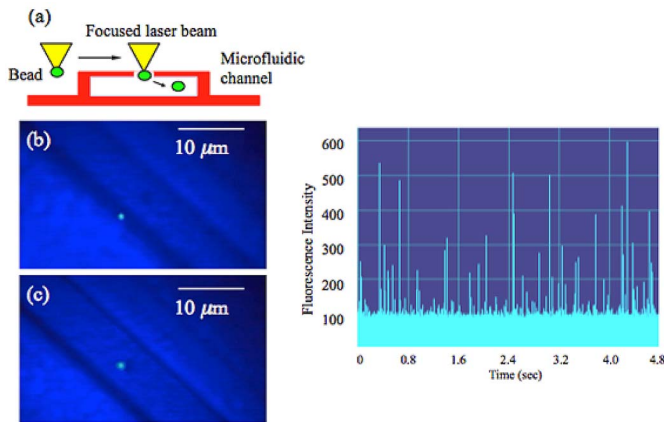 (a)
Focused laser beam
Microfluidic
channel
Bead
(b)
10 μm
(c)
10 μm
Fluorescence Intensity
600
500
400
300
200
100
0 0.8 1.6 2.4 3.2 4.0 4.8
Time (sec)